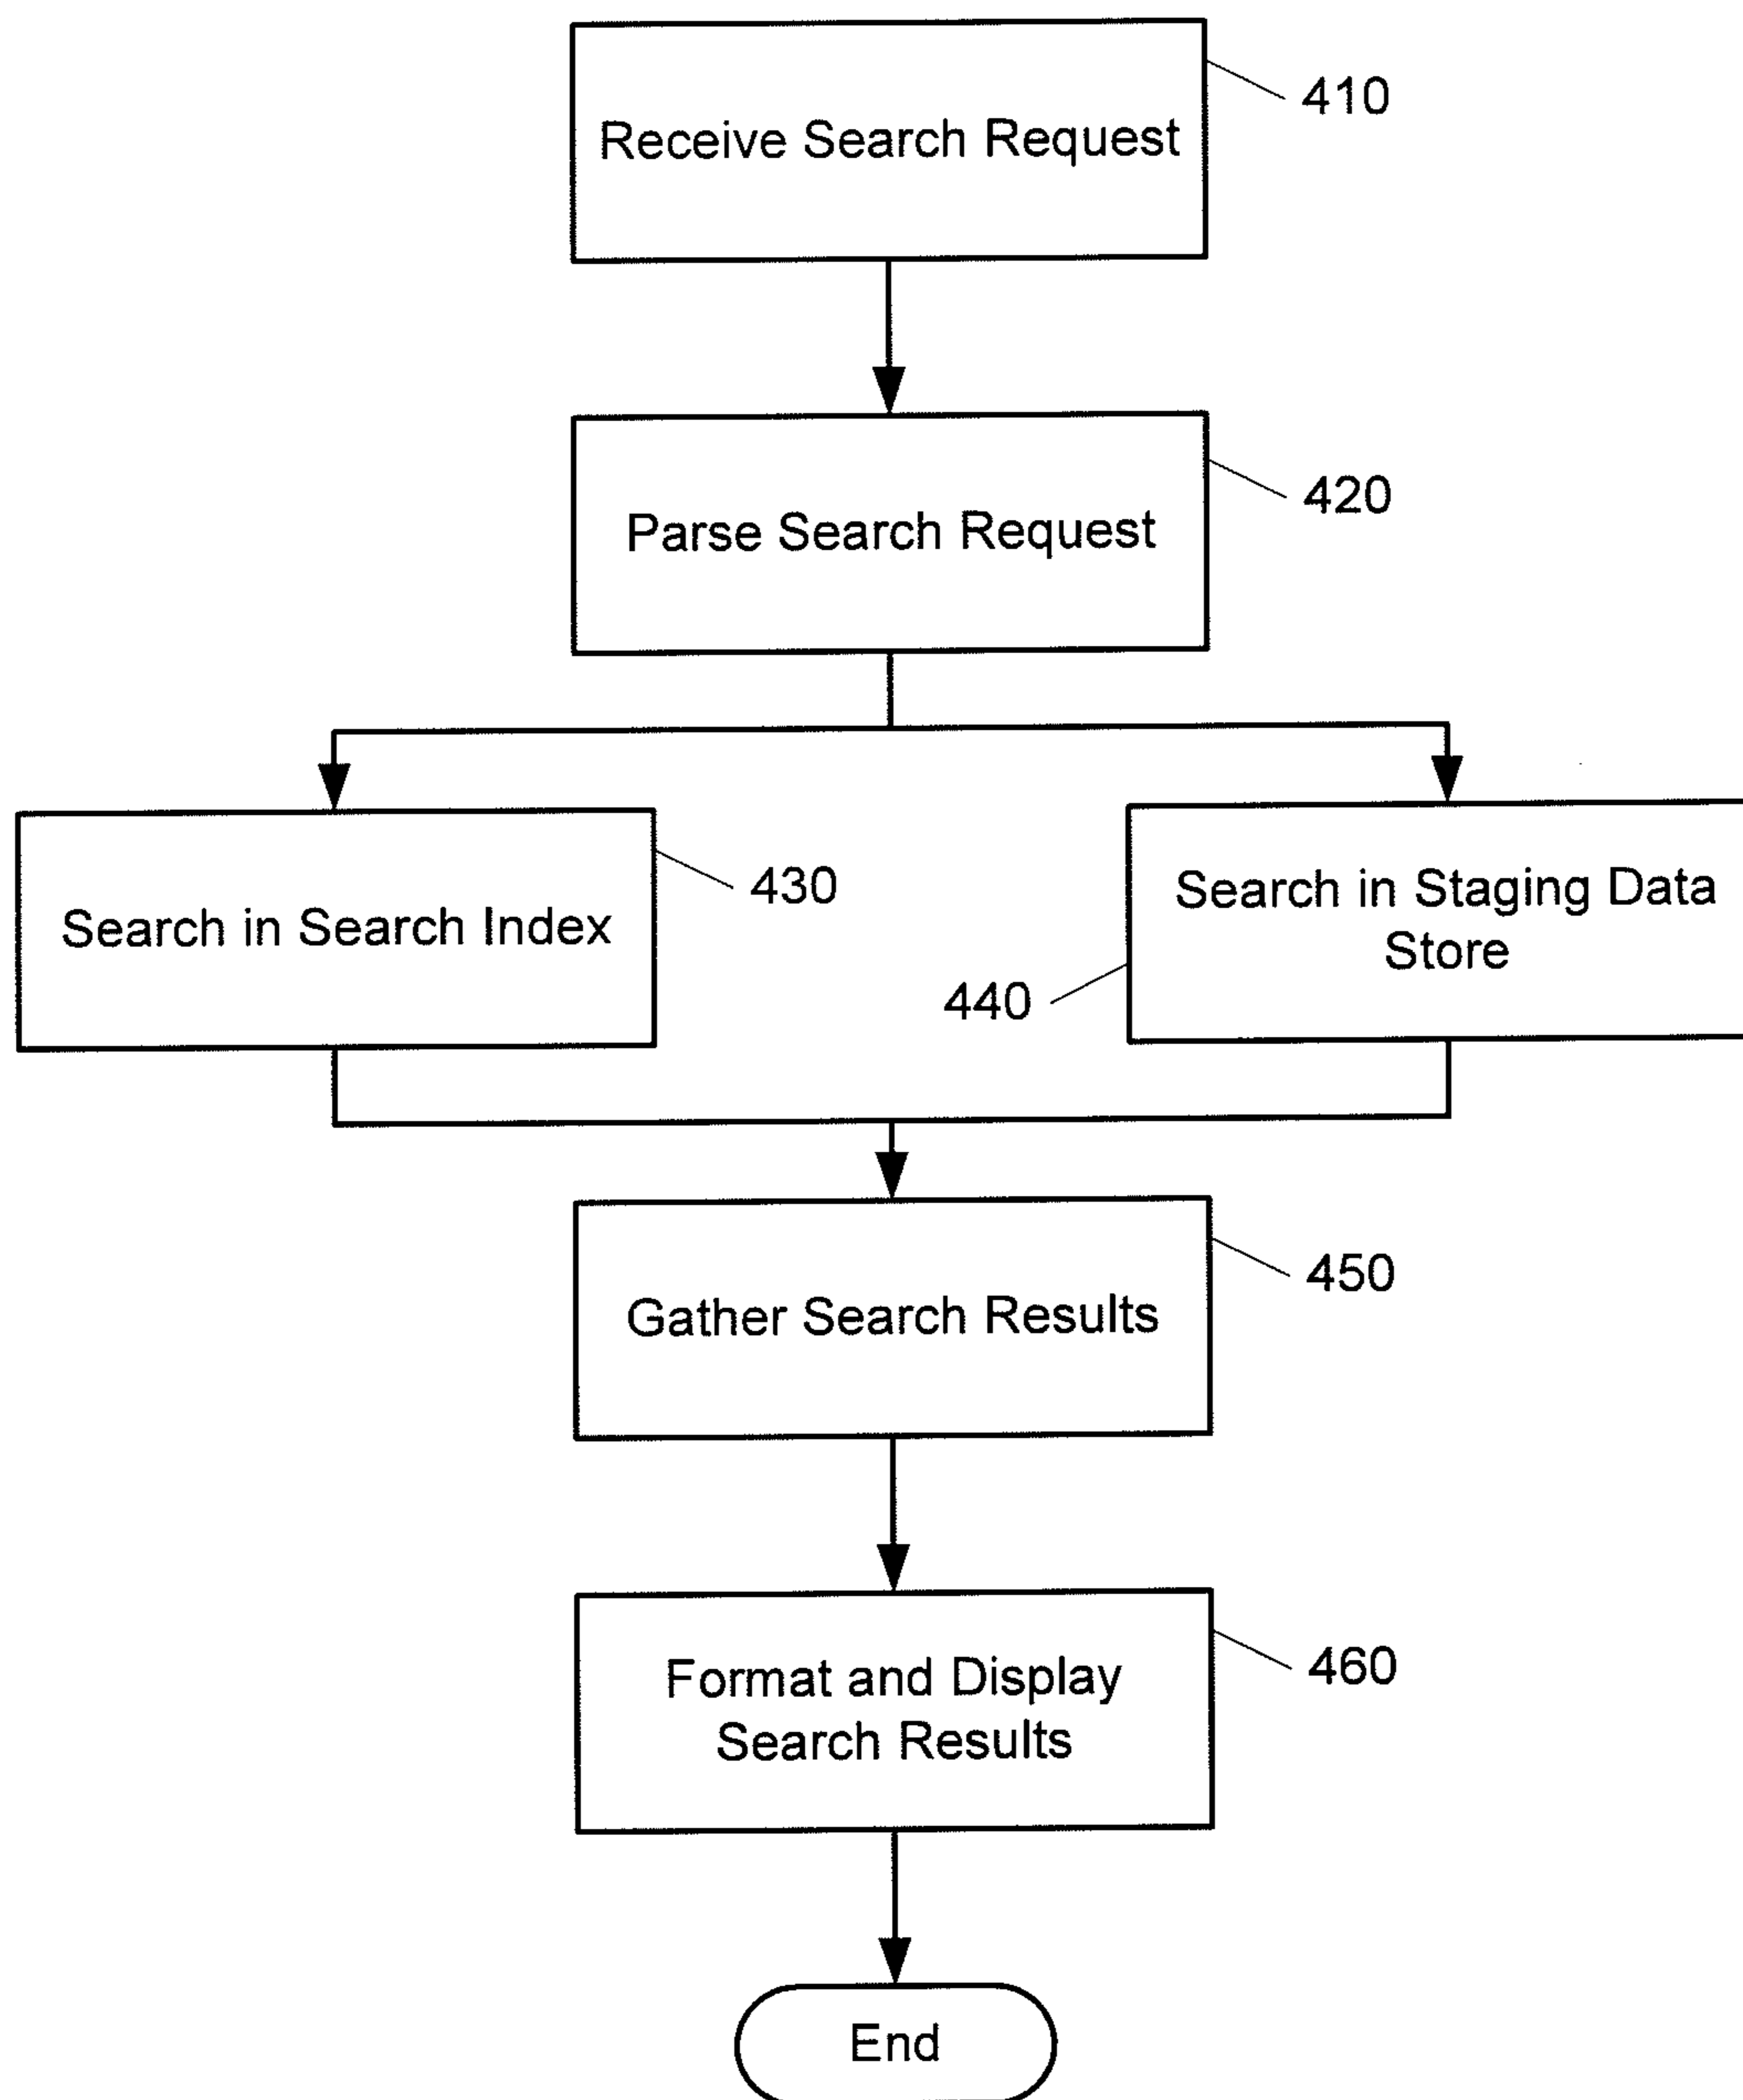 Receive Search Request
410
Parse Search Request
420
Search in Search Index
430
Search in Staging Data
Store
440
Gather Search Results
450
Format and Display
Search Results
460
End